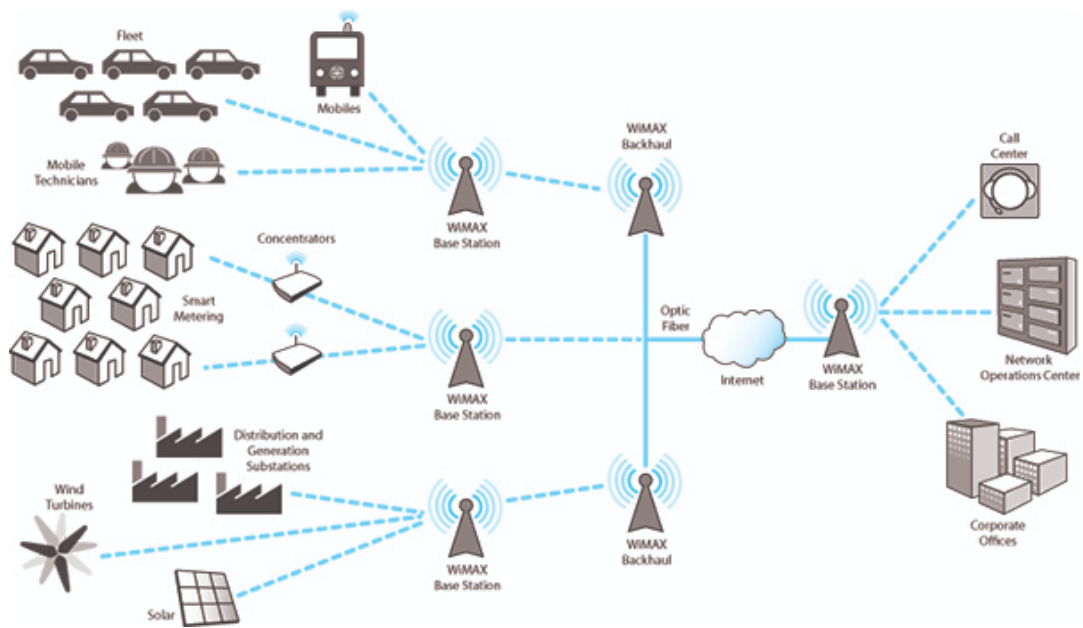 Fleet
Mobiles
Mobile
Technicians
WiMAX
Base Station
WiMAX
Backhaul
Call
Center
Concentrators
Smart
Metering
WiMAX
Base Station
Optic
Fiber
Internet
WiMAX
Base Station
Network
Operations Center
Distribution and
Generation
Substations
Wind
Turbines
Solar
WiMAX
Base Station
WiMAX
Backhaul
Corporate
Offices